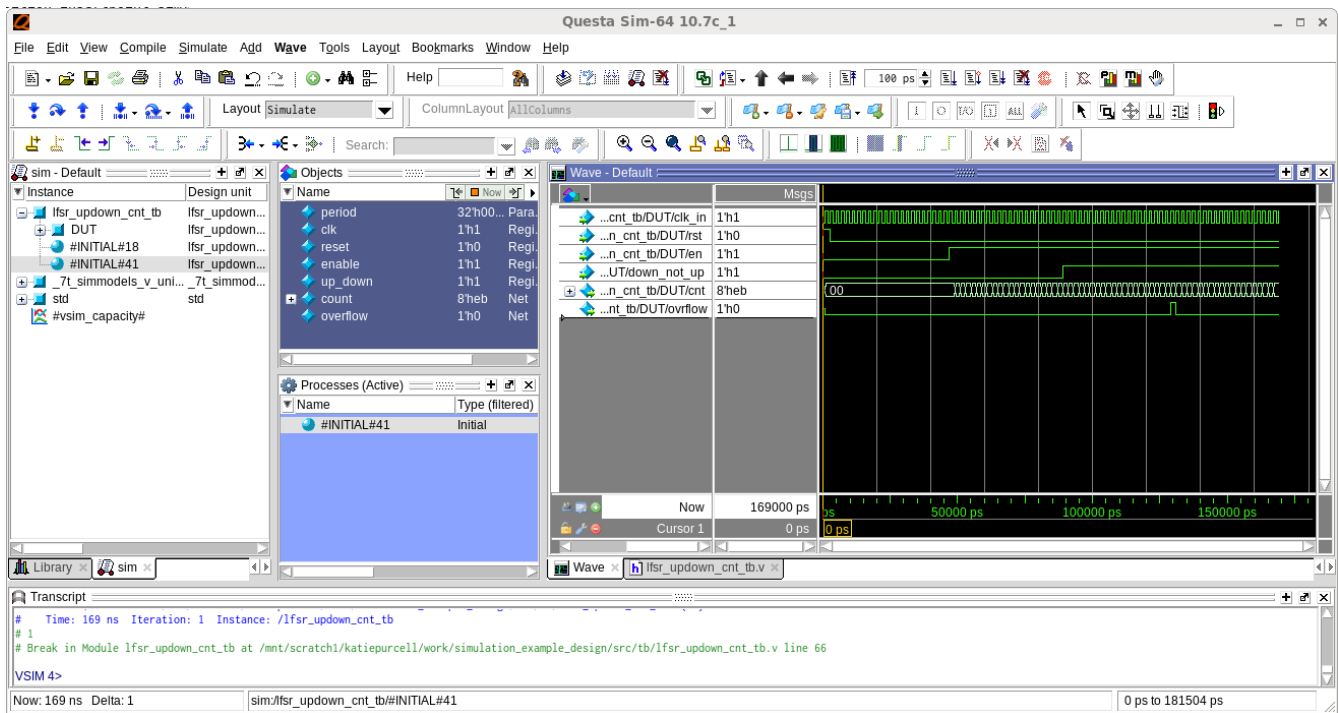 Questa Sim-64 10.7c_1
File Edit View Compile Simulate Add Wave Tools Layout Bookmarks Window Help
Help 100 ps
Layout Simulate ColumnLayout AllColumns
Search:
sim - Default
Instance Design unit
lfsr_updown_cnt_tb lfsr_updown...
DUT lfsr_updown...
#INITIAL#18 lfsr_updown...
#INITIAL#41 lfsr_updown...
_7t_simmodels_v_uni... _7t_simmod...
std std
#vsim_capacity#
Library sim
Objects
Name Now
period 32'h00... Para.
clk 1'h1 Regi.
reset 1'h0 Regi.
enable 1'h1 Regi.
up_down 1'h1 Regi.
count 8'heb Net
overflow 1'h0 Net
Processes (Active)
Name Type (filtered)
#INITIAL#41 Initial
Wave - Default
Msgs
...cnt_tb/DUT/clk_in 1'h1
...n_cnt_tb/DUT/rst 1'h0
...n_cnt_tb/DUT/en 1'h1
...UT/down_not_up 1'h1
...n_cnt_tb/DUT/cnt 8'heb 00
...nt_tb/DUT/ovrflow 1'h0
Now 169000 ps 50000 ps 100000 ps 150000 ps
Cursor 1 0 ps 0 ps
Wave lfsr_updown_cnt_tb.v
Transcript
# Time: 169 ns Iteration: 1 Instance: /lfsr_updown_cnt_tb
# 1
# Break in Module lfsr_updown_cnt_tb at /mnt/scratch1/katiepurcell/work/simulation_example_design/src/tb/lfsr_updown_cnt_tb.v line 66
VSIM 4>
Now: 169 ns Delta: 1 sim:/lfsr_updown_cnt_tb/#INITIAL#41 0 ps to 181504 ps